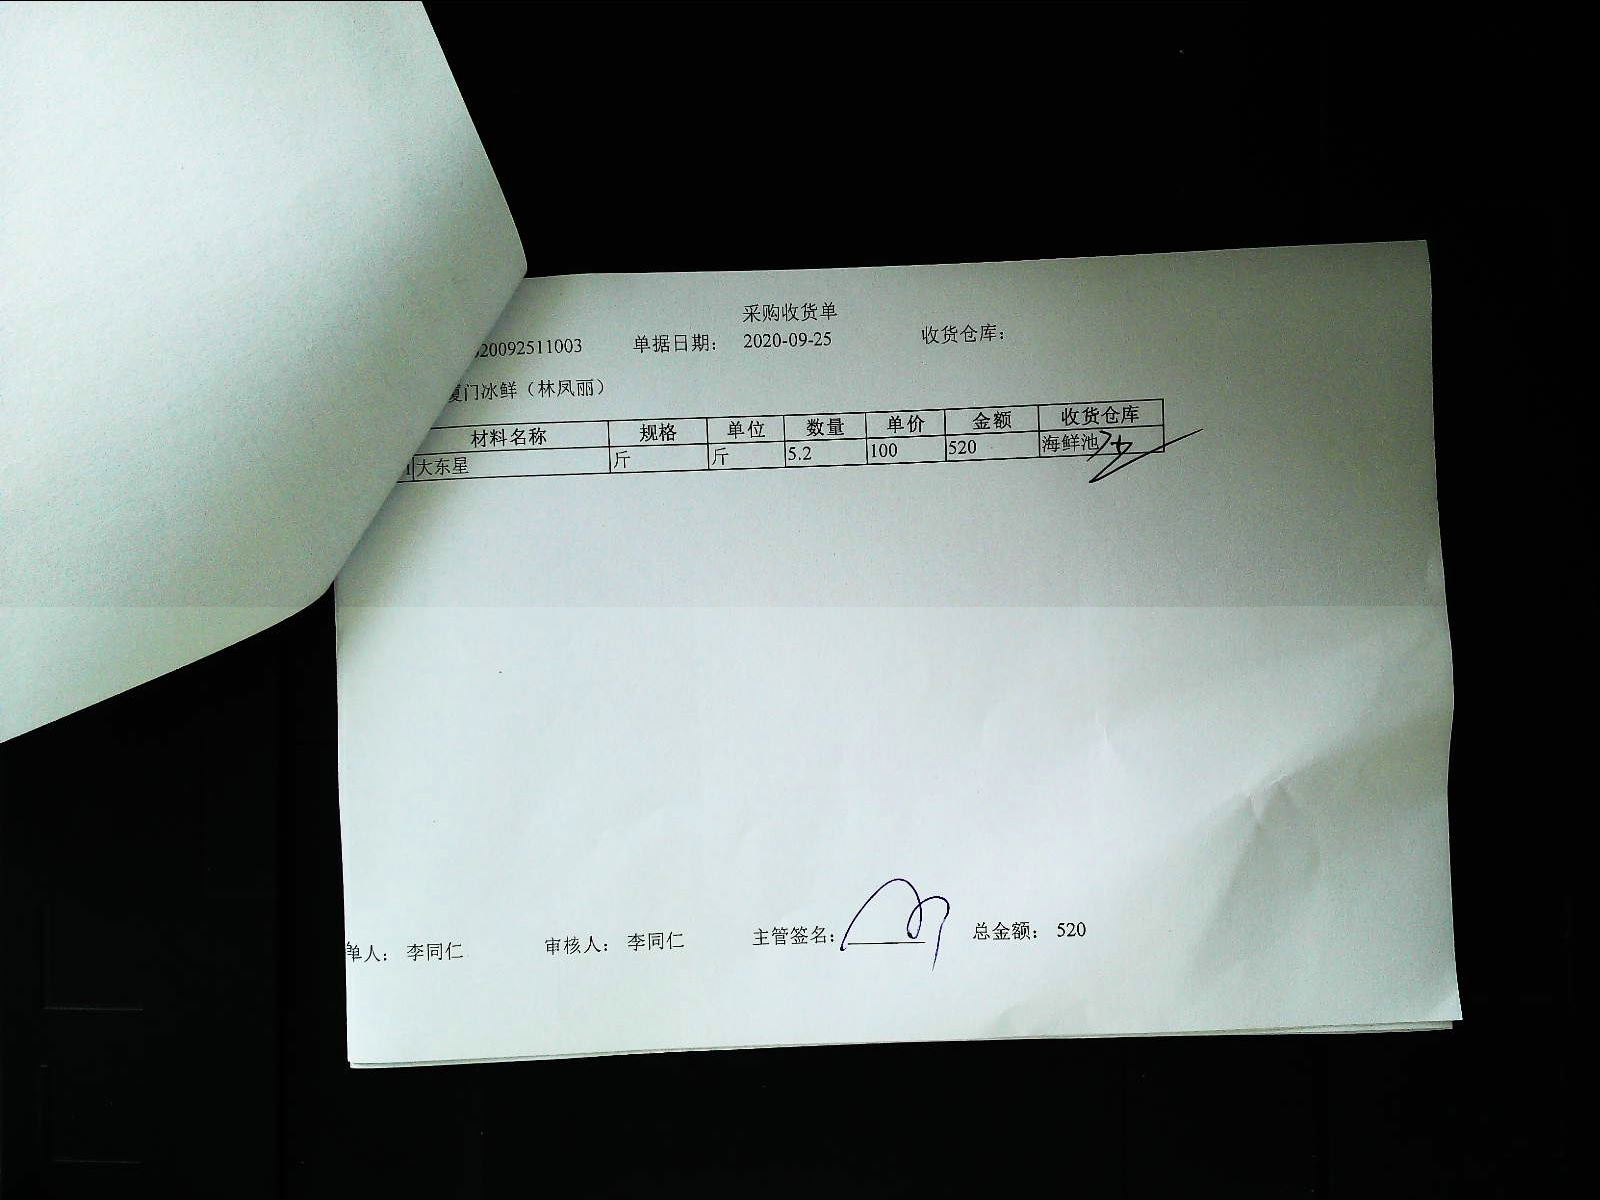 采购收货单
20092511003 单据日期： 2020-09-25 收货仓库：
厦门冰鲜（林凤丽）
材料名称 规格 单位 数量 单价 金额 收货仓库
1 大东星 斤 斤 5.2 100 520 海鲜池
单人： 李同仁 审核人： 李同仁 主管签名： 总金额： 520